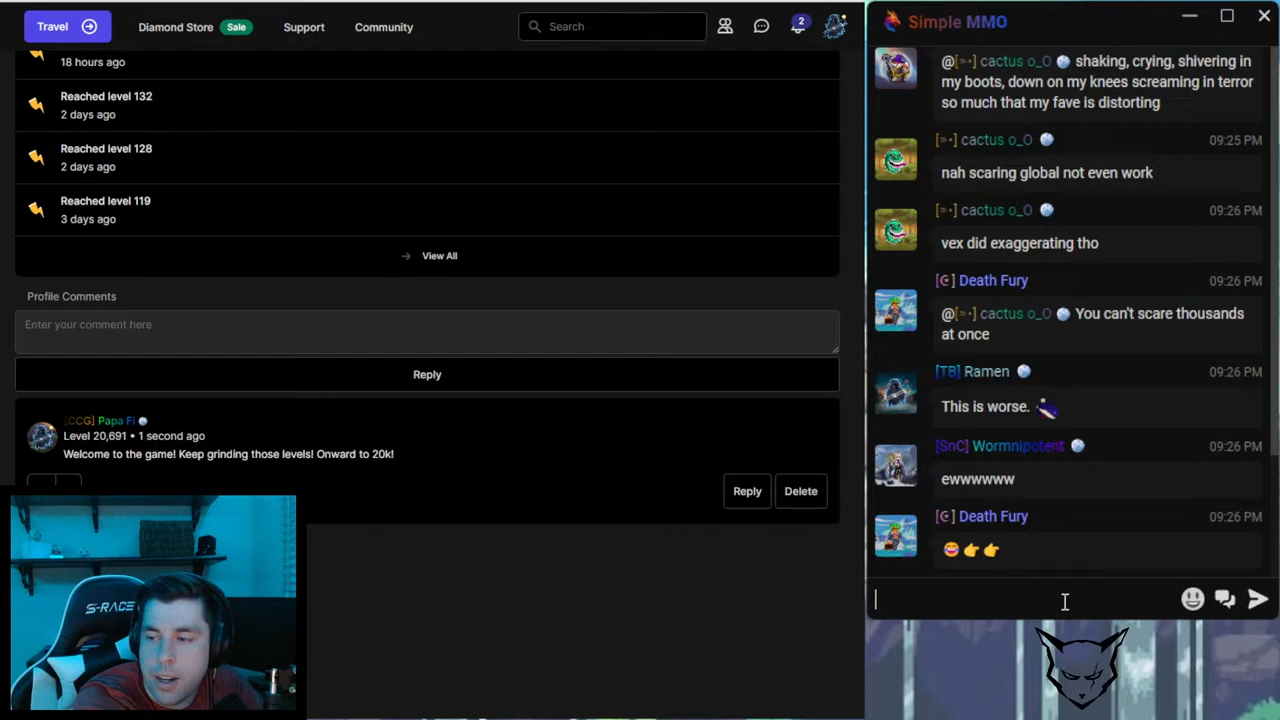 Travel
Diamond Store Sale
Support
Community
Search
2
18 hours ago
Reached level 132
2 days ago
Reached level 128
2 days ago
Reached level 119
3 days ago
View All
Profile Comments
Enter your comment here
Reply
[CCG] Papa Fi
Level 20,691 • 1 second ago
Welcome to the game! Keep grinding those levels! Onward to 20k!
Reply
Delete
S-RACE
Simple MMO
cactus o_O shaking, crying, shivering in
my boots, down on my knees screaming in terror
so much that my fave is distorting
cactus o_O
09:25 PM
nah scaring global not even work
cactus o_O
09:26 PM
vex did exaggerating tho
Death Fury
09:26 PM
cactus o_O You can't scare thousands
at once
[TB] Ramen
09:26 PM
This is worse.
[SnC] Wormnipotent
09:26 PM
ewwwwww
Death Fury
09:26 PM
😂👉👉